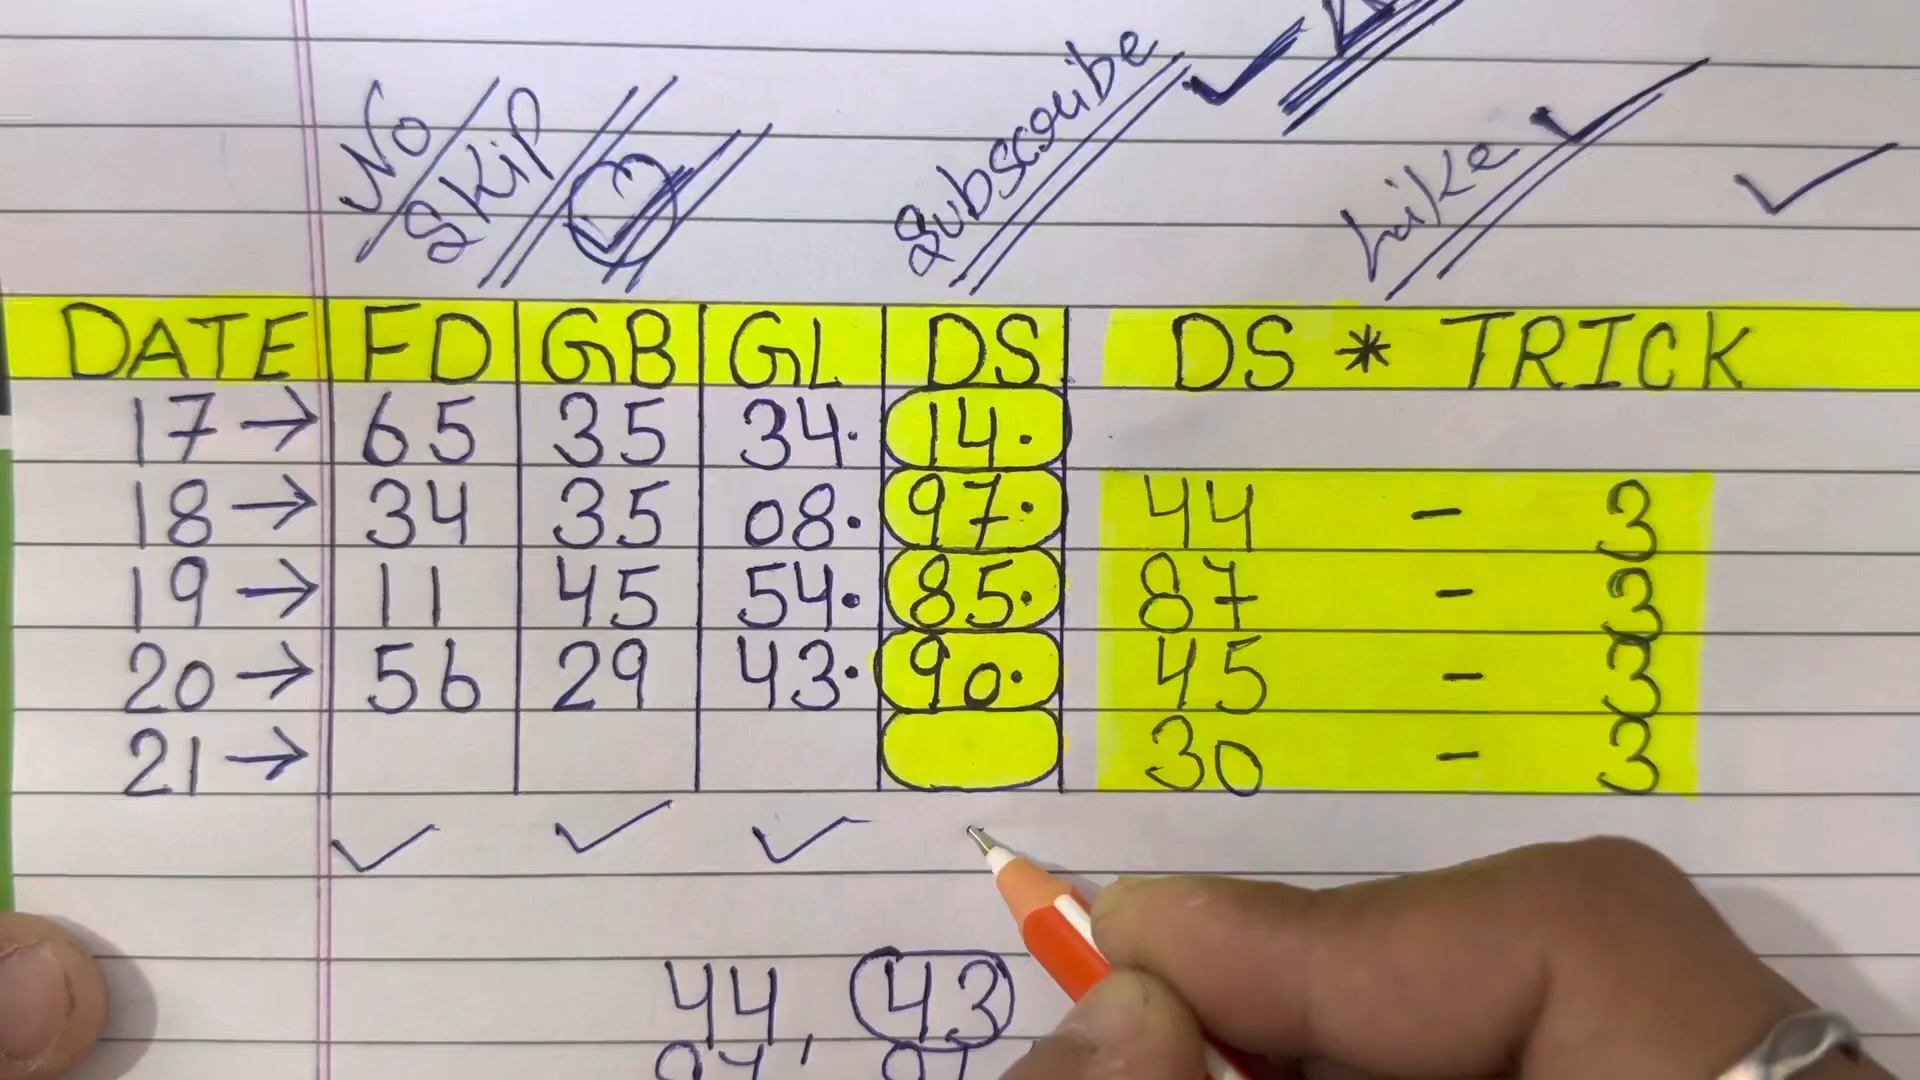 No
Skip
Subscribe
Like
DATE FD GB GL DS DS * TRICK
17→ 65 35 34. 14.
18→ 34 35 08. 97. 44 - 3
19→ 11 45 54. 85. 87 - 3
20→ 56 29 43. 90. 45 - 3
21→ 30 - 3
44, 43